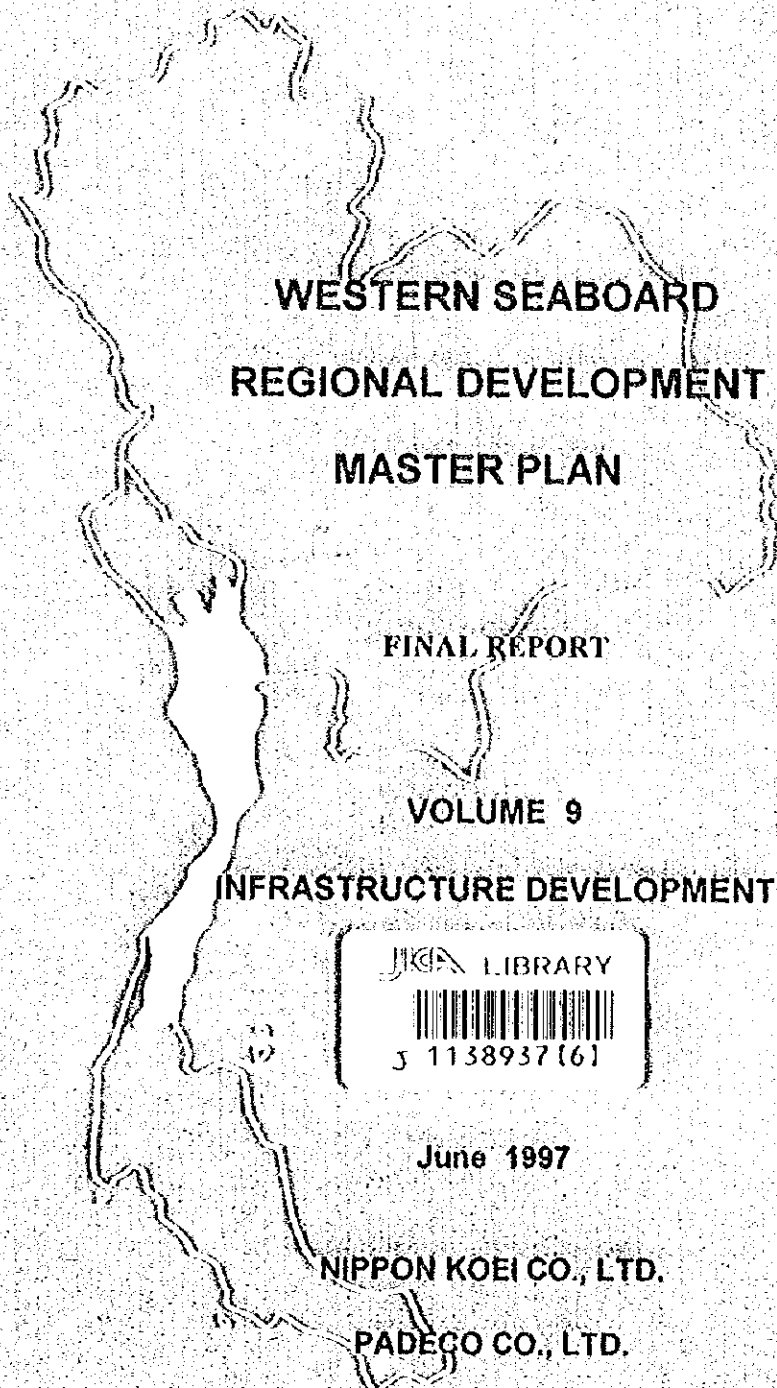 WESTERN SEABOARD
REGIONAL DEVELOPMENT
MASTER PLAN
FINAL REPORT
VOLUME 9
INFRASTRUCTURE DEVELOPMENT
JICA LIBRARY
J 1138937[6]
June 1997
NIPPON KOEI CO., LTD.
PADECO CO., LTD.